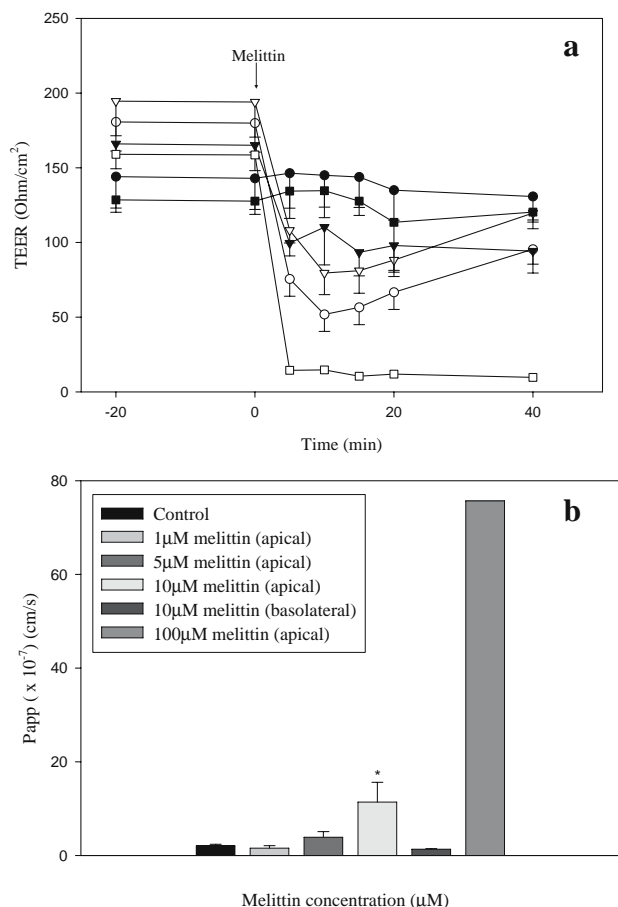 a
Melittin
250
200
150
100
50
0
TEER (Ohm/cm²)
-20 0 20 40
Time (min)
b
80
60
40
20
0
Papp ( x 10⁻⁷) (cm/s)
Control
1µM melittin (apical)
5µM melittin (apical)
10µM melittin (apical)
10µM melittin (basolateral)
100µM melittin (apical)
*
Melittin concentration (µM)